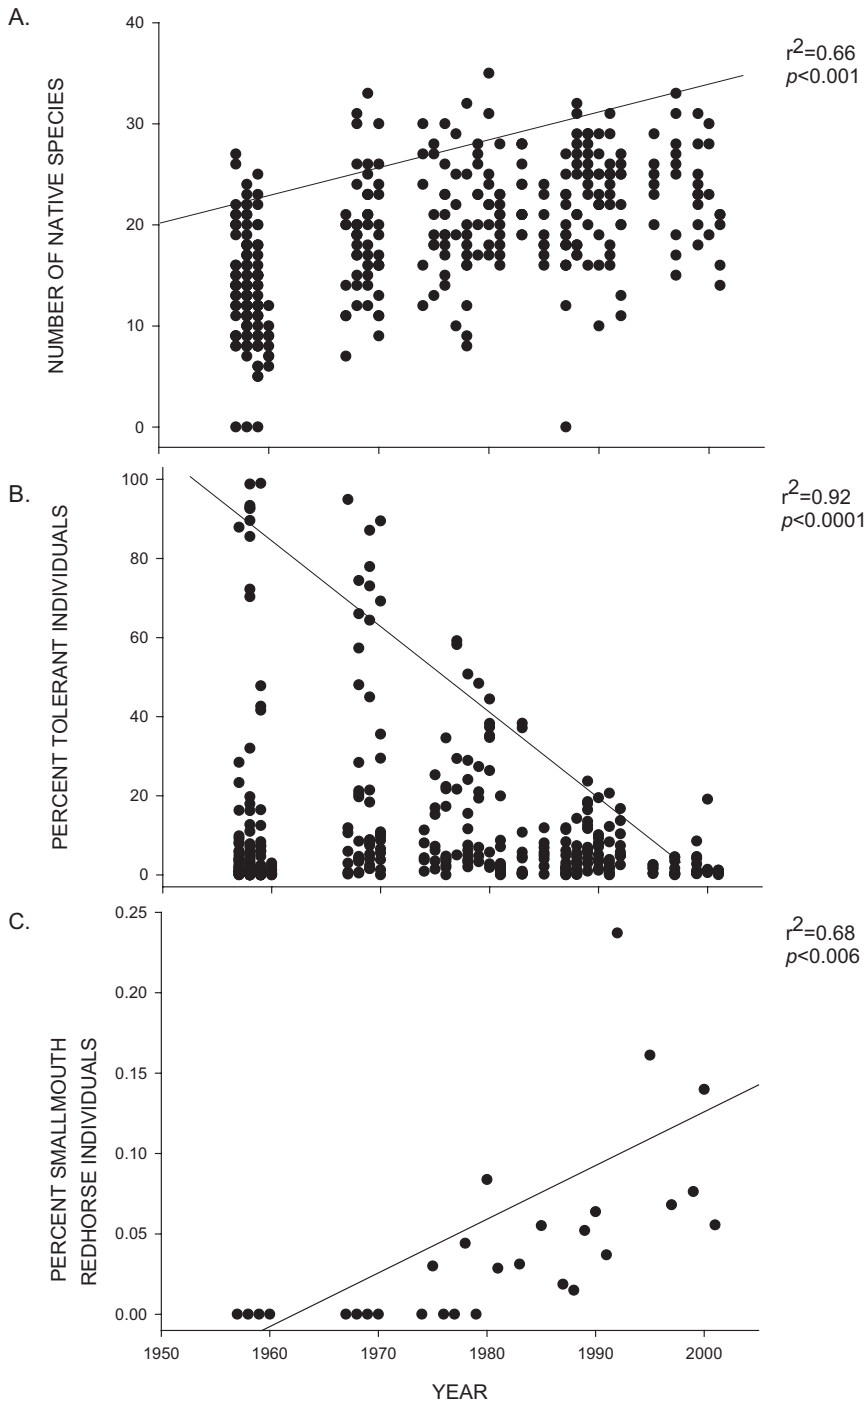 A.
40
30
20
10
0
NUMBER OF NATIVE SPECIES
r2=0.66
p<0.001
B.
100
80
60
40
20
0
PERCENT TOLERANT INDIVIDUALS
r2=0.92
p<0.0001
C.
0.25
0.20
0.15
0.10
0.05
0.00
PERCENT SMALLMOUTH
REDHORSE INDIVIDUALS
r2=0.68
p<0.006
1950 1960 1970 1980 1990 2000
YEAR